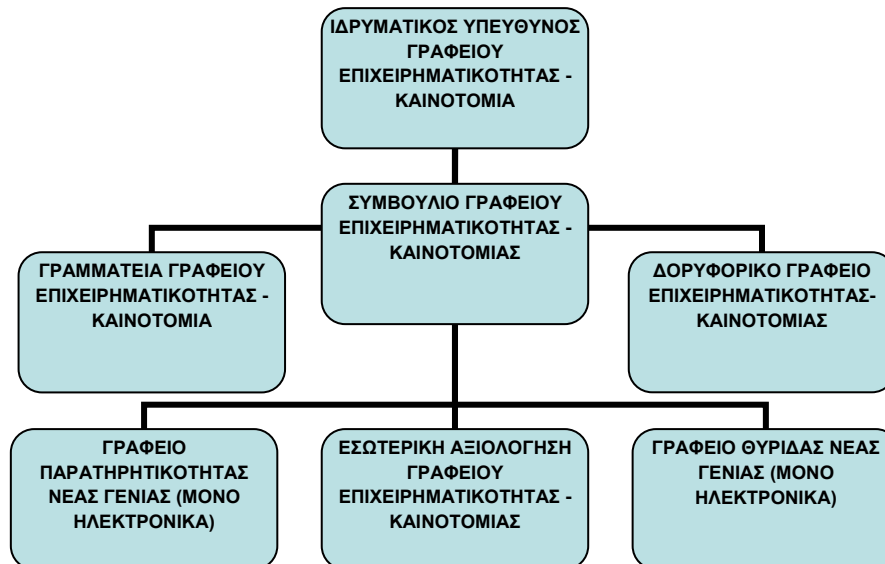 ΙΔΡΥΜΑΤΙΚΟΣ ΥΠΕΥΘΥΝΟΣ
ΓΡΑΦΕΙΟΥ
ΕΠΙΧΕΙΡΗΜΑΤΙΚΟΤΗΤΑΣ -
ΚΑΙΝΟΤΟΜΙΑ
ΣΥΜΒΟΥΛΙΟ ΓΡΑΦΕΙΟΥ
ΕΠΙΧΕΙΡΗΜΑΤΙΚΟΤΗΤΑΣ -
ΚΑΙΝΟΤΟΜΙΑΣ
ΓΡΑΜΜΑΤΕΙΑ ΓΡΑΦΕΙΟΥ
ΕΠΙΧΕΙΡΗΜΑΤΙΚΟΤΗΤΑΣ -
ΚΑΙΝΟΤΟΜΙΑ
ΔΟΡΥΦΟΡΙΚΟ ΓΡΑΦΕΙΟ
ΕΠΙΧΕΙΡΗΜΑΤΙΚΟΤΗΤΑΣ-
ΚΑΙΝΟΤΟΜΙΑΣ
ΓΡΑΦΕΙΟ
ΠΑΡΑΤΗΡΗΤΙΚΟΤΗΤΑΣ
ΝΕΑΣ ΓΕΝΙΑΣ (ΜΟΝΟ
ΗΛΕΚΤΡΟΝΙΚΑ)
ΕΣΩΤΕΡΙΚΗ ΑΞΙΟΛΟΓΗΣΗ
ΓΡΑΦΕΙΟΥ
ΕΠΙΧΕΙΡΗΜΑΤΙΚΟΤΗΤΑΣ -
ΚΑΙΝΟΤΟΜΙΑΣ
ΓΡΑΦΕΙΟ ΘΥΡΙΔΑΣ ΝΕΑΣ
ΓΕΝΙΑΣ (ΜΟΝΟ
ΗΛΕΚΤΡΟΝΙΚΑ)